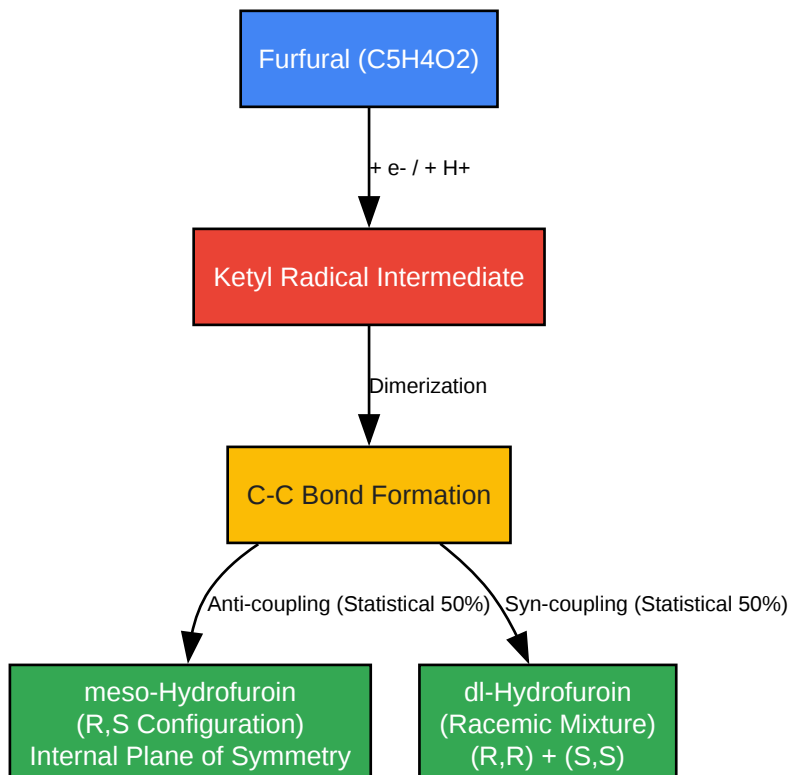 Furfural (C5H4O2)
+ e- / + H+
Ketyl Radical Intermediate
Dimerization
C-C Bond Formation
Anti-coupling (Statistical 50%)
Syn-coupling (Statistical 50%)
meso-Hydrofuroin
(R,S Configuration)
Internal Plane of Symmetry
dl-Hydrofuroin
(Racemic Mixture)
(R,R) + (S,S)